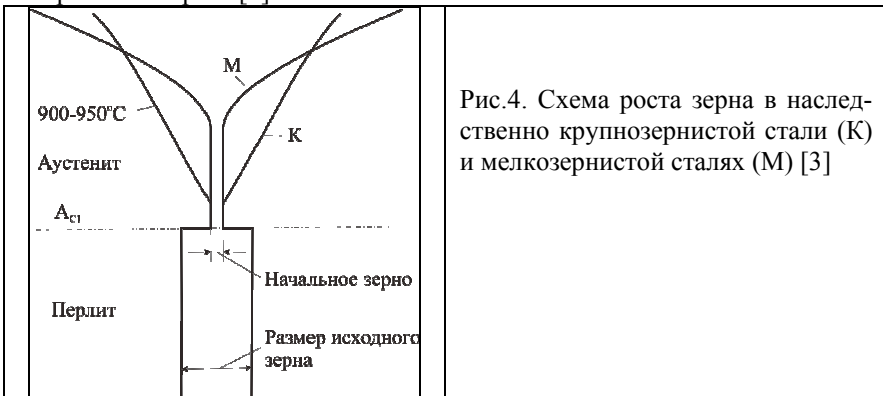 М
900-950°С
К
Аустенит
Ас1
Начальное зерно
Перлит
Размер исходного
зерна
Рис.4. Схема роста зерна в наслед-
ственно крупнозернистой стали (К)
и мелкозернистой сталях (М) [3]